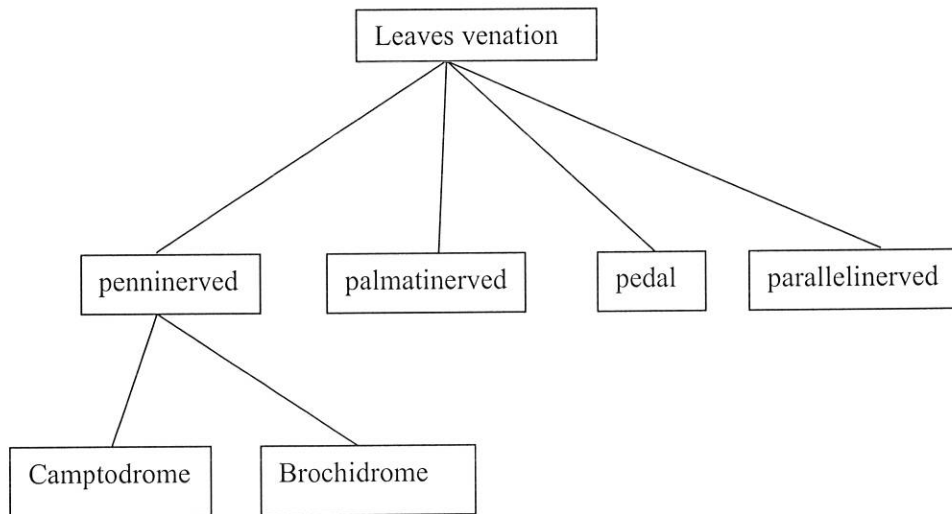 Leaves venation
penninerved
palmatinerved
pedal
parallelinerved
Camptodrome
Brochidrome